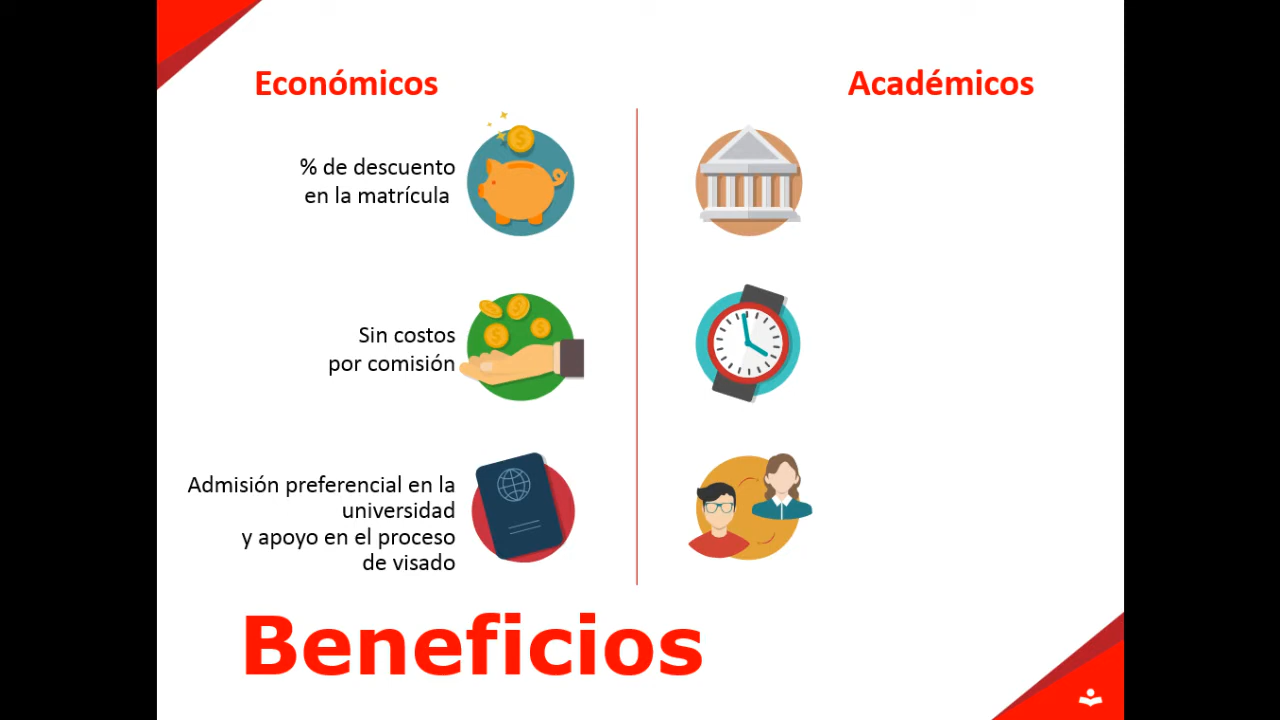 Económicos
Académicos
% de descuento
en la matrícula
Sin costos
por comisión
Admisión preferencial en la
universidad
y apoyo en el proceso
de visado
Beneficios